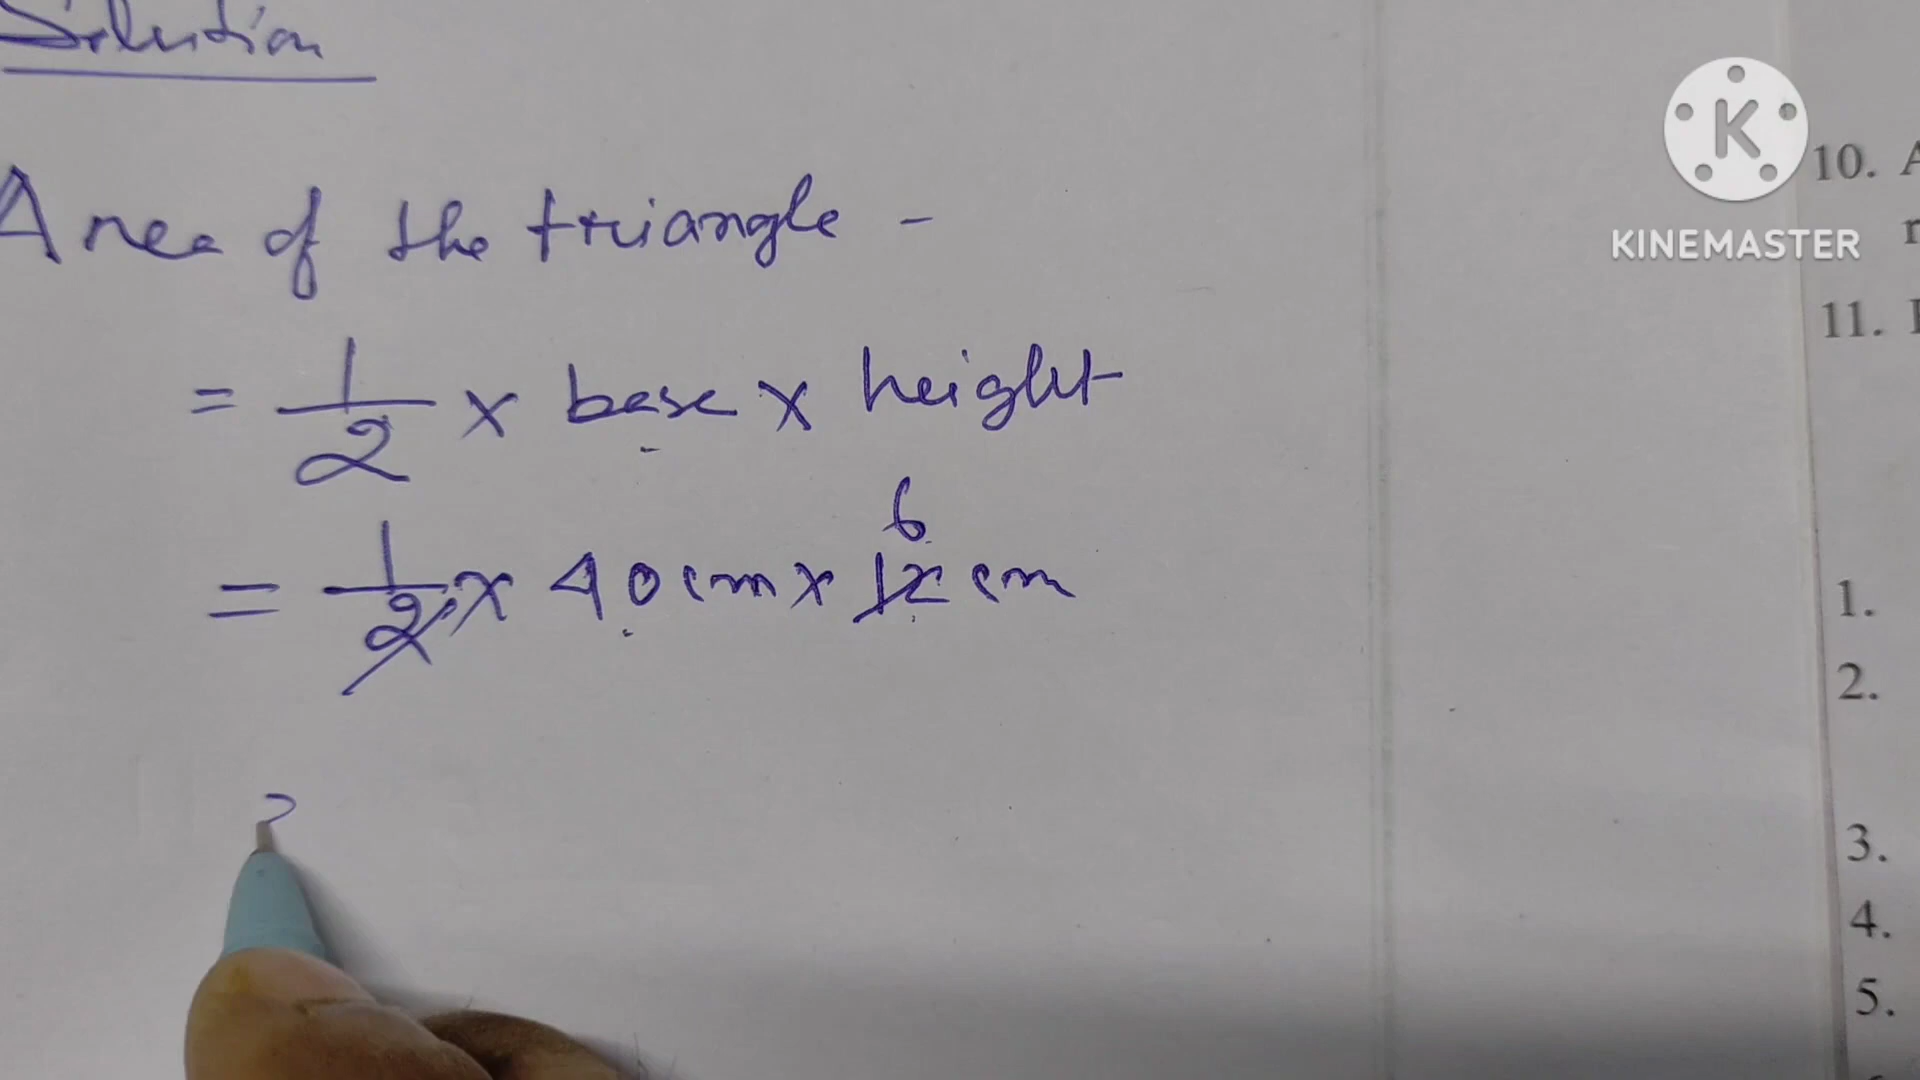 Solution
Area of the triangle -
= 1/2 × base × height
6
= 1/2 × 40 cm × 12 cm
KINEMASTER
10. A
r
11.
1.
2.
3.
4.
5.